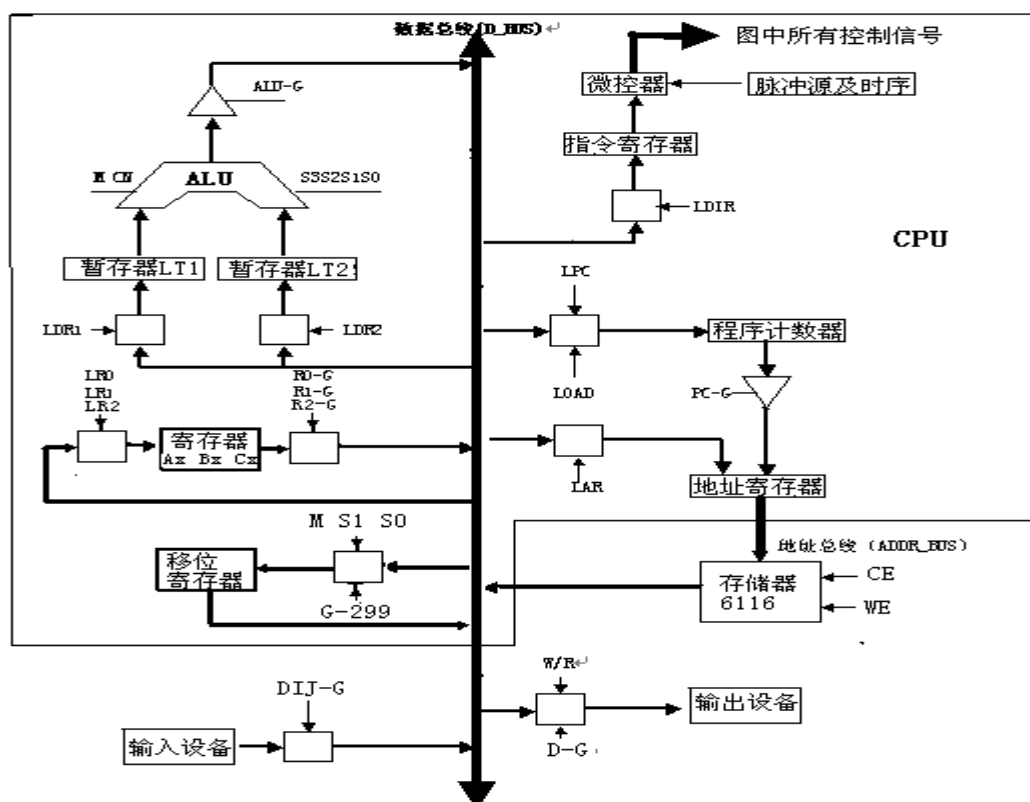 数据总线(D_BUS)
图中所有控制信号
ALU-G
微控器
脉冲源及时序
指令寄存器
M CN
ALU
S3S2S1S0
LDIR
CPU
暂存器LT1
暂存器LT2
LPC
LDR1
LDR2
程序计数器
LR0
LR1
LR2
R0-G
R1-G
R2-G
LOAD
PC-G
寄存器
Ax Bx Cx
LAR
地址寄存器
M S1 S0
地址总线 (ADDR_BUS)
移位
寄存器
存储器
6116
CE
WE
G-299
W/R
DIJ-G
输出设备
输入设备
D-G